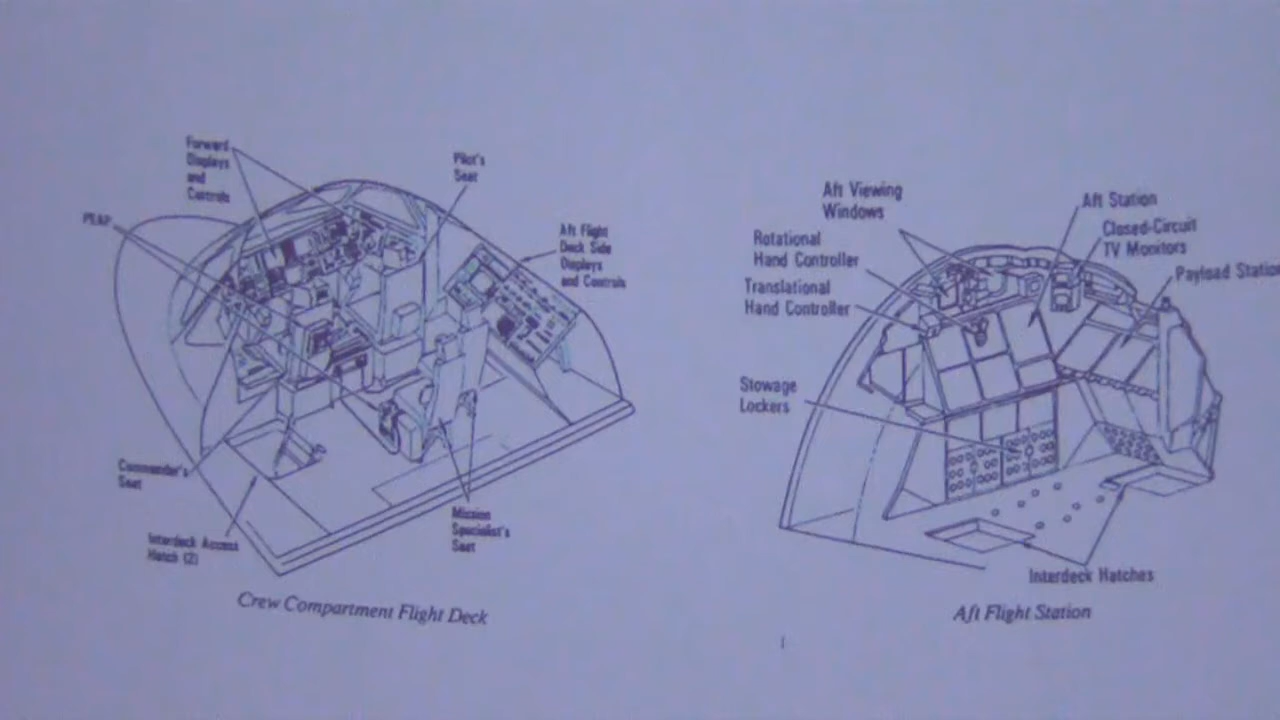 Forward
Displays
and
Controls
Pilot's
Seat
PEAP
Aft Flight
Deck Side
Displays
and Controls
Commander's
Seat
Interdeck Access
Hatch (2)
Mission
Specialist's
Seat
Crew Compartment Flight Deck
Aft Viewing
Windows
Aft Station
Rotational
Hand Controller
Closed-Circuit
TV Monitors
Translational
Hand Controller
Payload Station
Stowage
Lockers
Interdeck Hatches
Aft Flight Station